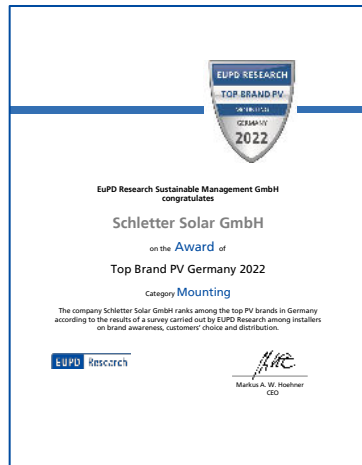 EUPD RESEARCH
TOP BRAND PV
MOUNTING
GERMANY
2022
EuPD Research Sustainable Management GmbH
congratulates
Schletter Solar GmbH
on the Award of
Top Brand PV Germany 2022
Category Mounting
The company Schletter Solar GmbH ranks among the top PV brands in Germany
according to the results of a survey carried out by EUPD Research among installers
on brand awareness, customers' choice and distribution.
EUPD Research
Markus A. W. Hoehner
CEO